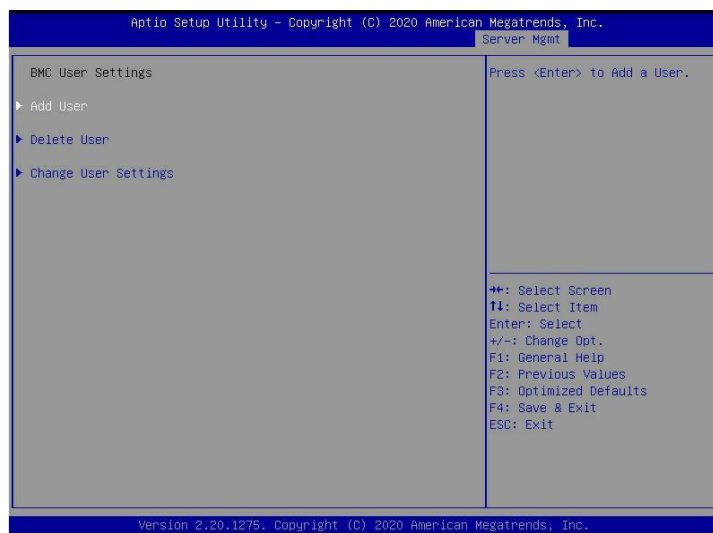 Aptio Setup Utility - Copyright (C) 2020 American Megatrends, Inc.
Server Mgmt
BMC User Settings
Add User
Delete User
Change User Settings
Press <Enter> to Add a User.
→←: Select Screen
↑↓: Select Item
Enter: Select
+/-: Change Opt.
F1: General Help
F2: Previous Values
F3: Optimized Defaults
F4: Save & Exit
ESC: Exit
Version 2.20.1275. Copyright (C) 2020 American Megatrends, Inc.